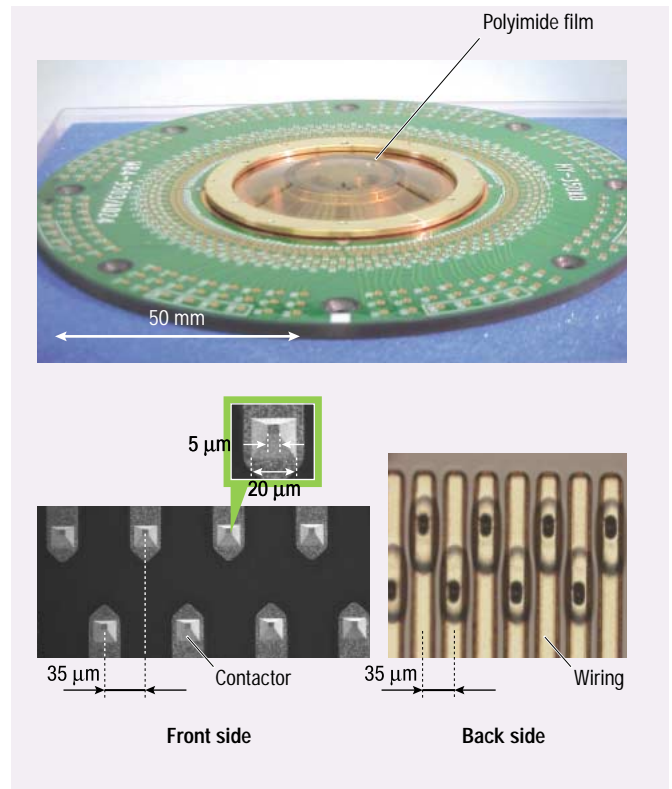 Polyimide film
50 mm
5 μm
20 μm
35 μm
Contactor
35 μm
Wiring
Front side
Back side